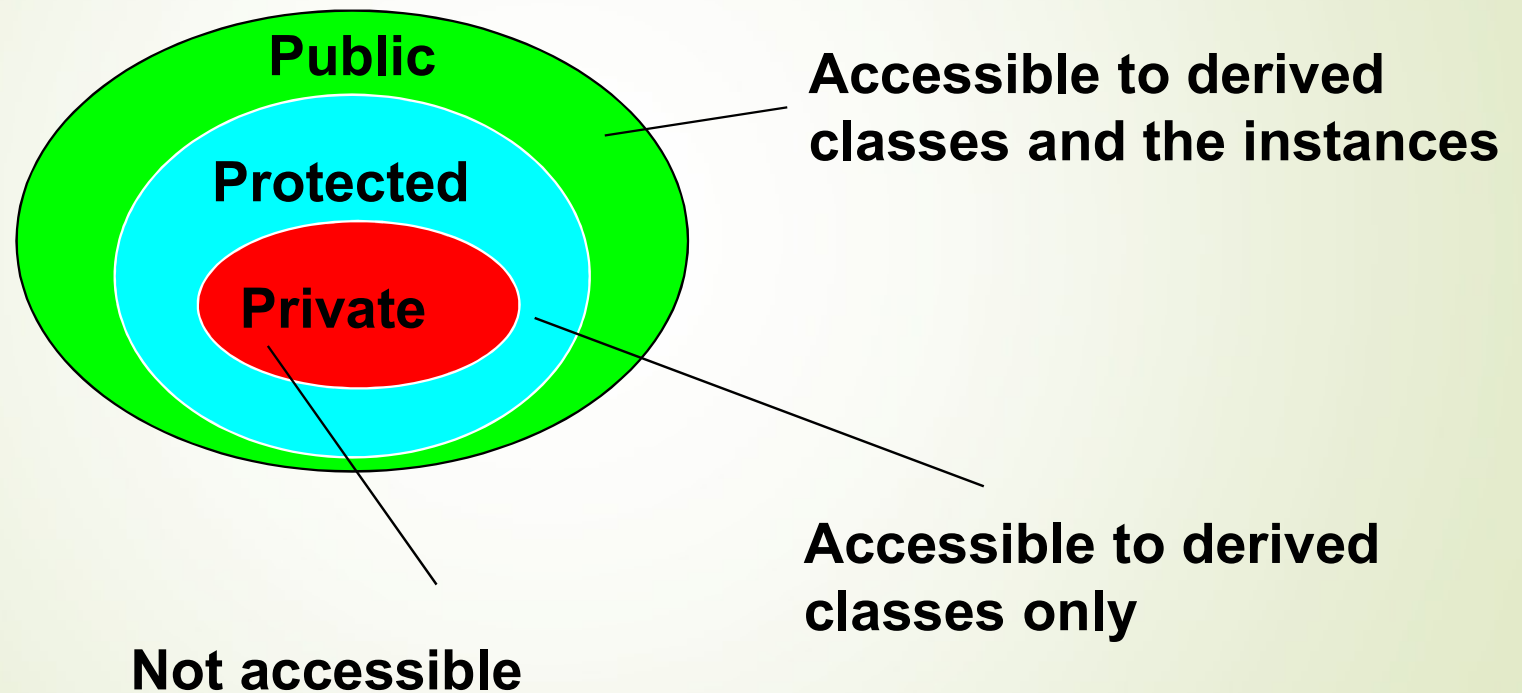 Public
Accessible to derived
classes and the instances
Protected
Private
Accessible to derived
classes only
Not accessible